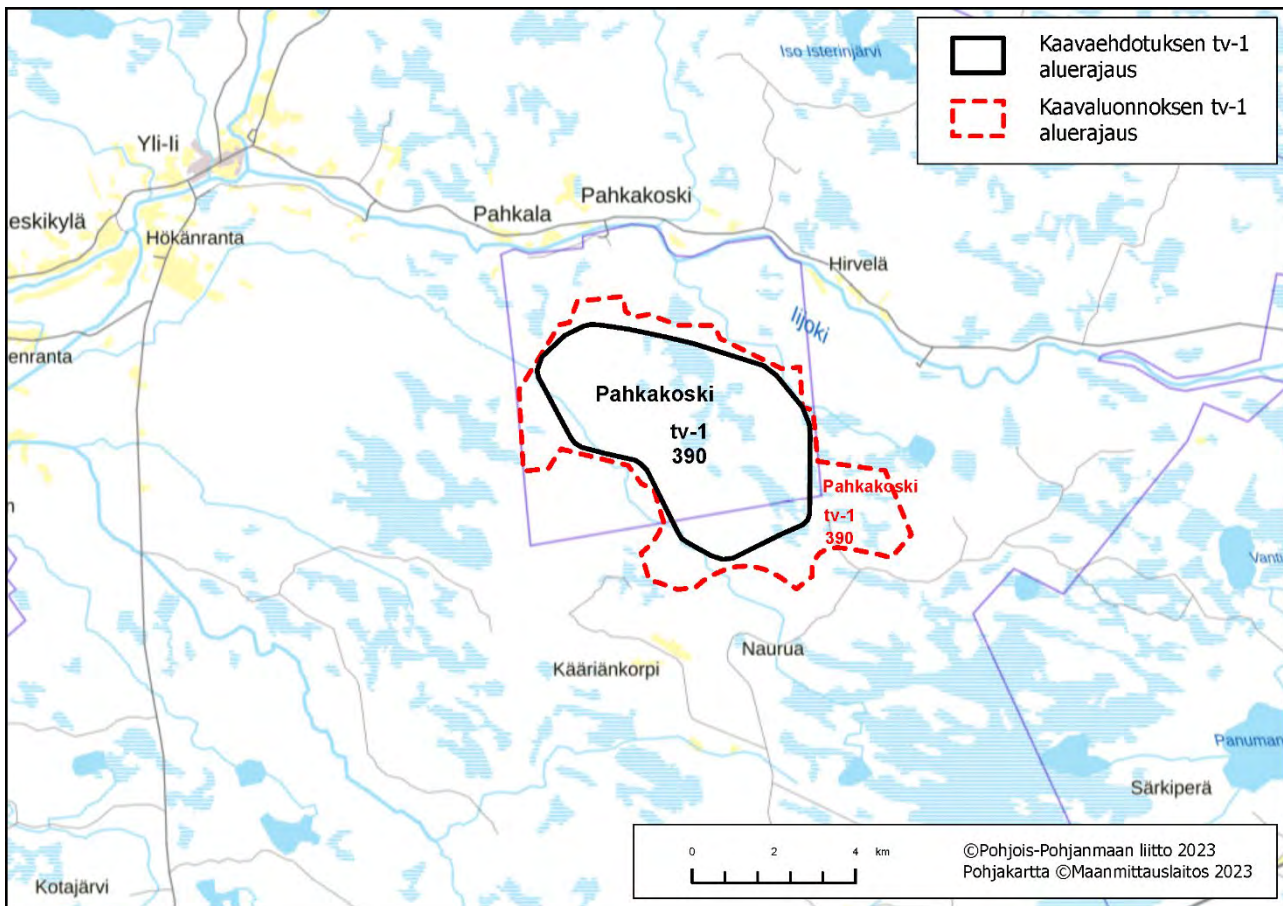 Iso Isterinjärvi
Kaavaehdotuksen tv-1
aluerajaus
Kaavaluonnoksen tv-1
aluerajaus
Yli-Ii
Pahkakoski
Pahkala
eskikylä
Hökänranta
Hirvelä
Iijoki
enranta
Pahkakoski
tv-1
390
Pahkakoski
tv-1
390
n
Vanti
Naurua
Kääriänkorpi
Panuman
Särkiperä
Kotajärvi
0 2 4 km
©Pohjois-Pohjanmaan liitto 2023
Pohjakartta ©Maanmittauslaitos 2023